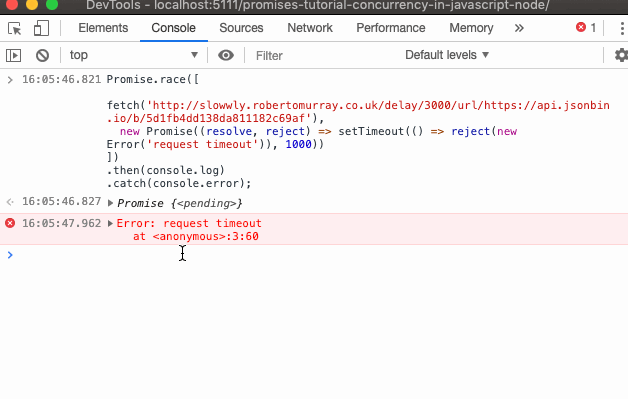 DevTools - localhost:5111/promises-tutorial-concurrency-in-javascript-node/
Elements Console Sources Network Performance Memory » 1
top ▼ Filter Default levels ▼
> 16:05:46.821 Promise.race([
fetch('http://slowwly.robertomurray.co.uk/delay/3000/url/https://api.jsonbin
.io/b/5d1fb4dd138da811182c69af'),
new Promise((resolve, reject) => setTimeout(() => reject(new
Error('request timeout')), 1000))
])
.then(console.log)
.catch(console.error);
16:05:46.827 ▶ Promise {<pending>}
16:05:47.962 ▶ Error: request timeout
at <anonymous>:3:60
>